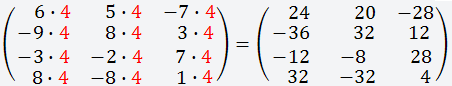 6 · 4 5 · 4 −7 · 4 24 20 −28
−9 · 4 8 · 4 3 · 4 = −36 32 12
−3 · 4 −2 · 4 7 · 4 −12 −8 28
8 · 4 −8 · 4 1 · 4 32 −32 4